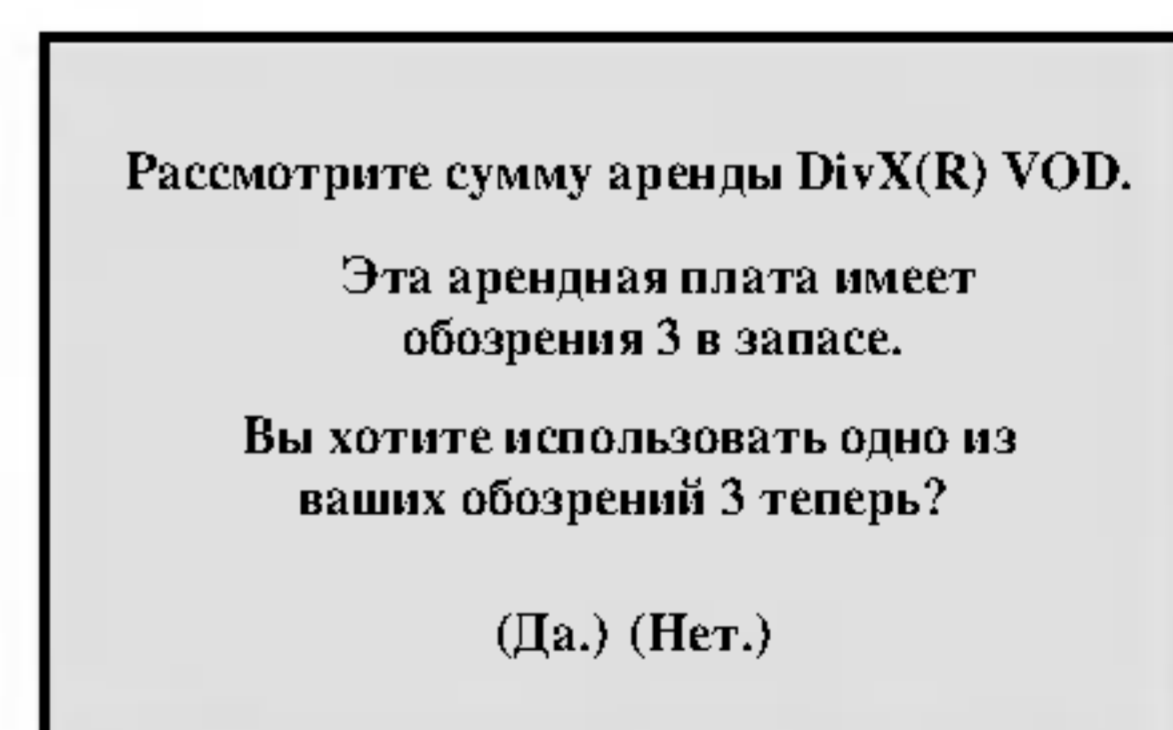 Рассмотрите сумму аренды DivX(R) VOD.
Эта арендная плата имеет
обозрения 3 в запасе.
Вы хотите использовать одно из
ваших обозрений 3 теперь?
(Да.) (Нет.)